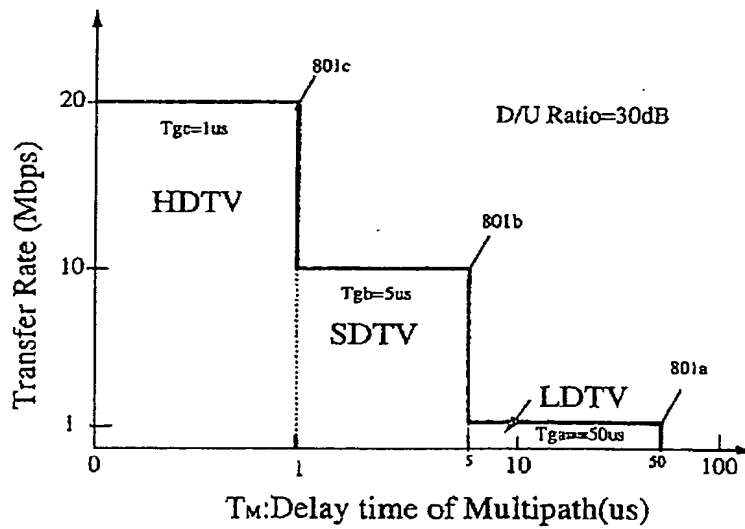 801c
20
Tgc=1us
D/U Ratio=30dB
HDTV
801b
10
Tgb=5us
SDTV
801a
LDTV
1
Tga=50us
0
1
5
10
50
100
Transfer Rate (Mbps)
TM:Delay time of Multipath(us)